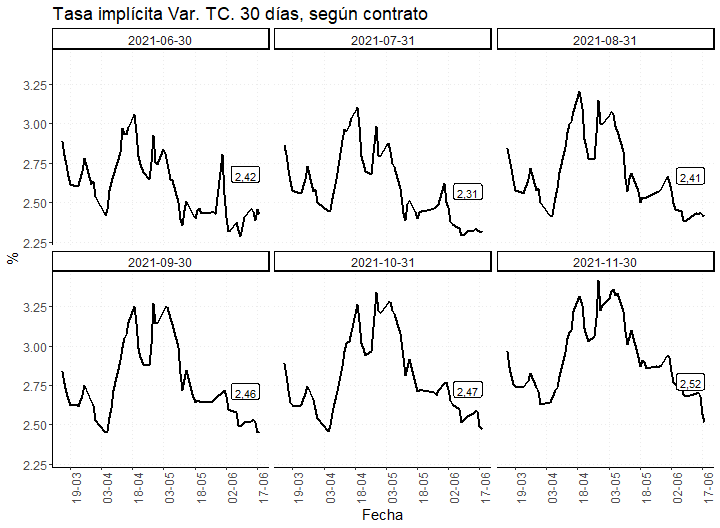 Tasa implícita Var. TC. 30 días, según contrato
2021-06-30 2021-07-31 2021-08-31
3.25
3.00
2.75
2.50
2.25
2,42 2,31 2,41
%
2021-09-30 2021-10-31 2021-11-30
3.25
3.00
2.75
2.50
2.25
2,46 2,47 2,52
19-03 03-04 18-04 03-05 18-05 02-06 17-06 19-03 03-04 18-04 03-05 18-05 02-06 17-06 19-03 03-04 18-04 03-05 18-05 02-06 17-06
Fecha